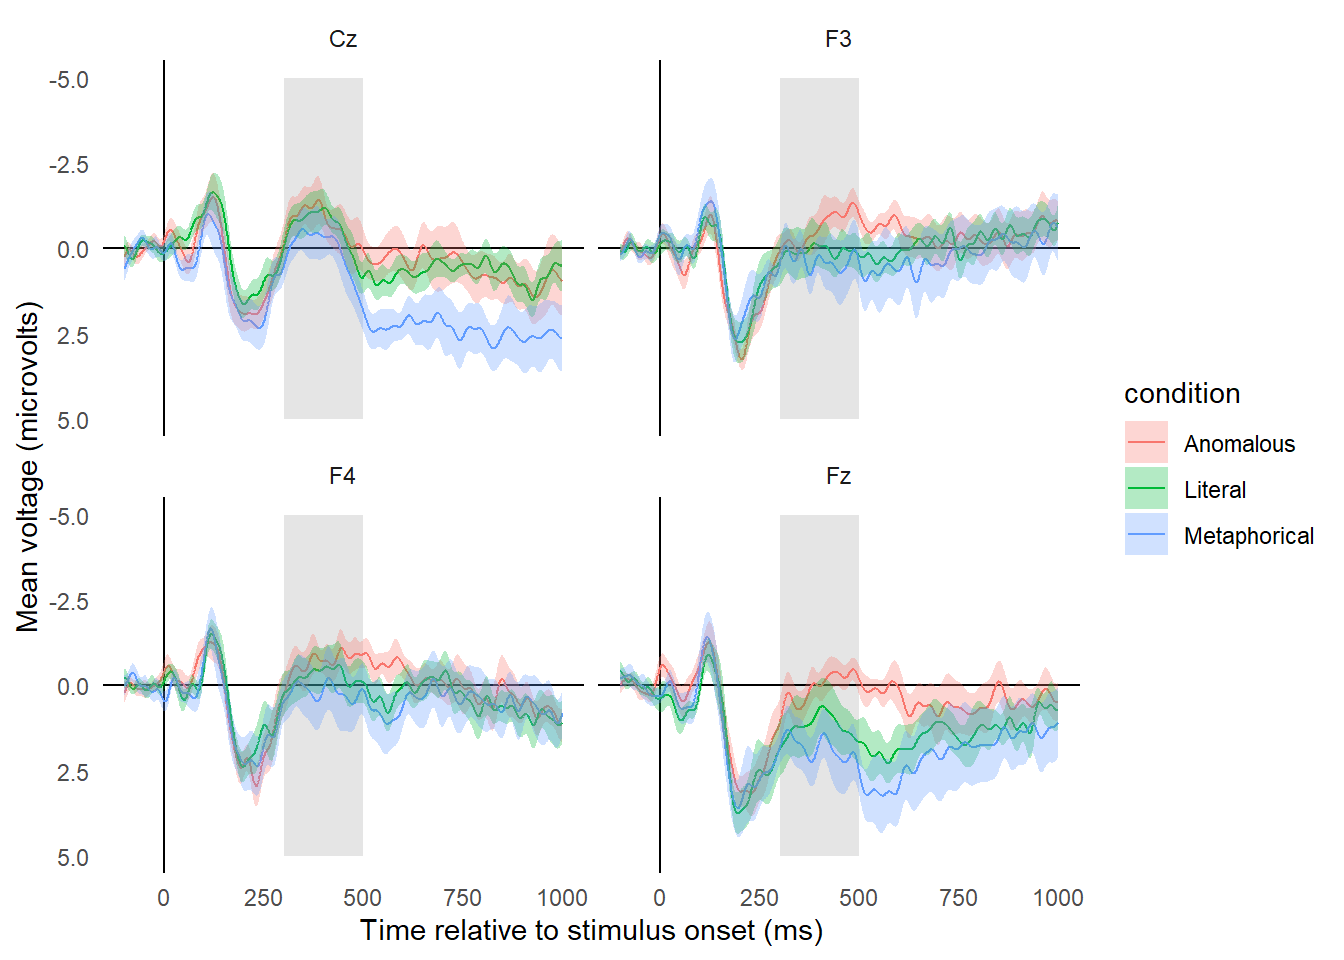 Cz
F3
-5.0
-2.5
0.0
2.5
5.0
F4
Fz
-5.0
-2.5
0.0
2.5
5.0
0 250 500 750 1000 0 250 500 750 1000
Time relative to stimulus onset (ms)
Mean voltage (microvolts)
condition
Anomalous
Literal
Metaphorical